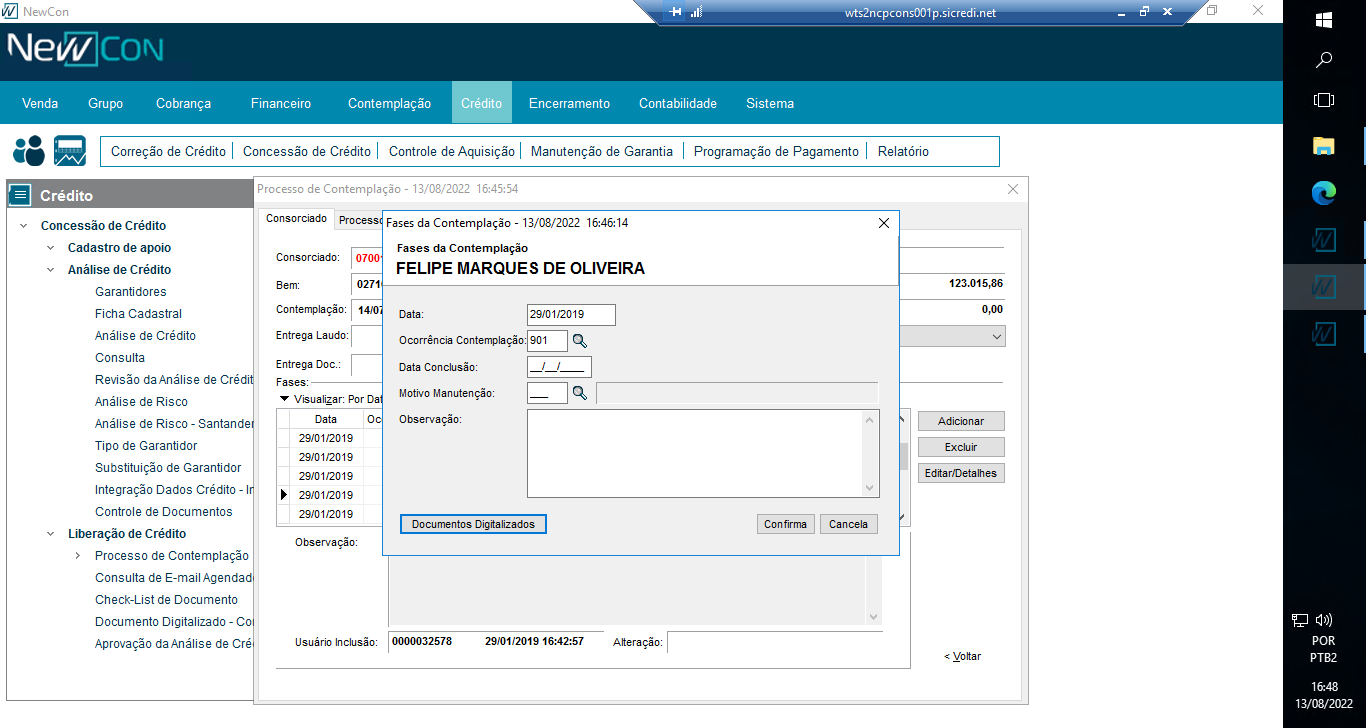 NewCon
wts2ncpcons001p.sicredi.net
NEWCON
Venda Grupo Cobrança Financeiro Contemplação Crédito Encerramento Contabilidade Sistema
Correção de Crédito Concessão de Crédito Controle de Aquisição Manutenção de Garantia Programação de Pagamento Relatório
Crédito
Concessão de Crédito
Cadastro de apoio
Análise de Crédito
Garantidores
Ficha Cadastral
Análise de Crédito
Consulta
Revisão da Análise de Crédit
Análise de Risco
Análise de Risco - Santander
Tipo de Garantidor
Substituição de Garantidor
Integração Dados Crédito - In
Controle de Documentos
Liberação de Crédito
Processo de Contemplação
Consulta de E-mail Agendad
Check-List de Documento
Documento Digitalizado - Co
Aprovação da Análise de Cré
Processo de Contemplação - 13/08/2022 16:45:54
Consorciado Processo
Consorciado: 0700
Bem: 0271 123.015,86
Contemplação: 14/07 0,00
Entrega Laudo:
Entrega Doc.:
Fases:
Visualizar: Por Dat
Data Oc
29/01/2019
29/01/2019
29/01/2019
29/01/2019
29/01/2019
Adicionar
Excluir
Editar/Detalhes
Observação:
Usuário Inclusão: 0000032578 29/01/2019 16:42:57 Alteração:
< Voltar
Fases da Contemplação - 13/08/2022 16:46:14
Fases da Contemplação
FELIPE MARQUES DE OLIVEIRA
Data: 29/01/2019
Ocorrência Contemplação: 901
Data Conclusão: __/__/____
Motivo Manutenção: ___
Observação:
Documentos Digitalizados Confirma Cancela
POR
PTB2
16:48
13/08/2022